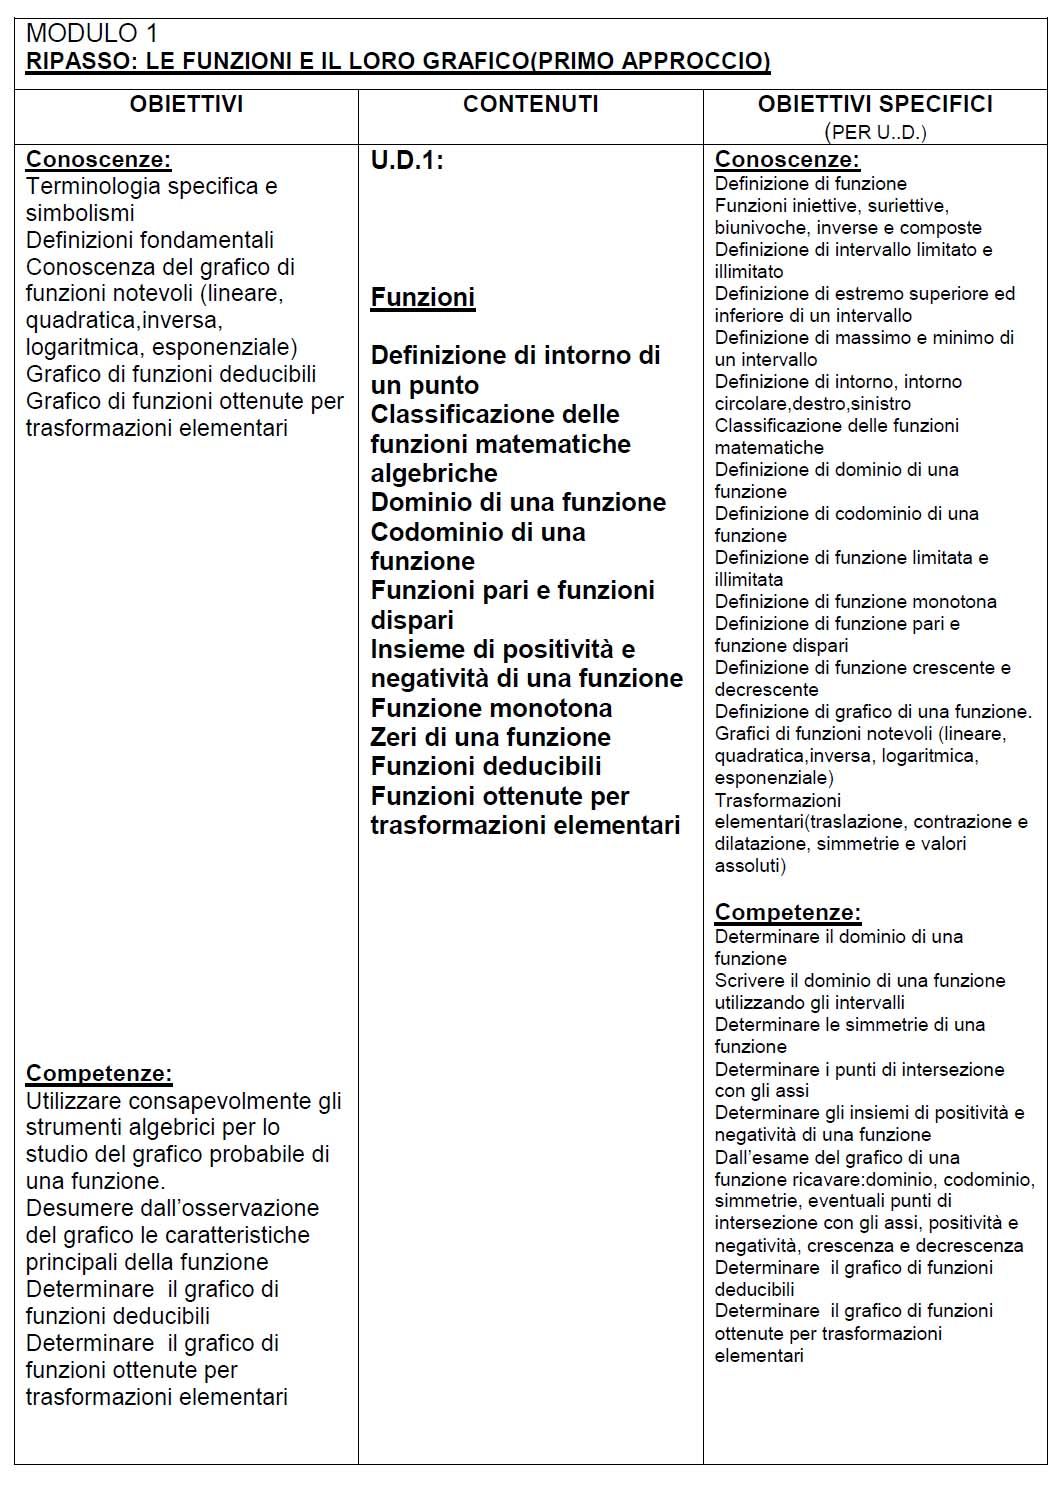 MODULO 1
RIPASSO: LE FUNZIONI E IL LORO GRAFICO(PRIMO APPROCCIO)
OBIETTIVI
CONTENUTI
OBIETTIVI SPECIFICI
(PER U..D.)
Conoscenze:
Terminologia specifica e
simbolismi
Definizioni fondamentali
Conoscenza del grafico di
funzioni notevoli (lineare,
quadratica,inversa,
logaritmica, esponenziale)
Grafico di funzioni deducibili
Grafico di funzioni ottenute per
trasformazioni elementari
Competenze:
Utilizzare consapevolmente gli
strumenti algebrici per lo
studio del grafico probabile di
una funzione.
Desumere dall’osservazione
del grafico le caratteristiche
principali della funzione
Determinare  il grafico di
funzioni deducibili
Determinare  il grafico di
funzioni ottenute per
trasformazioni elementari
U.D.1:
Funzioni
Definizione di intorno di
un punto
Classificazione delle
funzioni matematiche
algebriche
Dominio di una funzione
Codominio di una
funzione
Funzioni pari e funzioni
dispari
Insieme di positività e
negatività di una funzione
Funzione monotona
Zeri di una funzione
Funzioni deducibili
Funzioni ottenute per
trasformazioni elementari
Conoscenze:
Definizione di funzione
Funzioni iniettive, suriettive,
biunivoche, inverse e composte
Definizione di intervallo limitato e
illimitato
Definizione di estremo superiore ed
inferiore di un intervallo
Definizione di massimo e minimo di
un intervallo
Definizione di intorno, intorno
circolare,destro,sinistro
Classificazione delle funzioni
matematiche
Definizione di dominio di una
funzione
Definizione di codominio di una
funzione
Definizione di funzione limitata e
illimitata
Definizione di funzione monotona
Definizione di funzione pari e
funzione dispari
Definizione di funzione crescente e
decrescente
Definizione di grafico di una funzione.
Grafici di funzioni notevoli (lineare,
quadratica,inversa, logaritmica,
esponenziale)
Trasformazioni
elementari(traslazione, contrazione e
dilatazione, simmetrie e valori
assoluti)
Competenze:
Determinare il dominio di una
funzione
Scrivere il dominio di una funzione
utilizzando gli intervalli
Determinare le simmetrie di una
funzione
Determinare i punti di intersezione
con gli assi
Determinare gli insiemi di positività e
negatività di una funzione
Dall’esame del grafico di una
funzione ricavare:dominio, codominio,
simmetrie, eventuali punti di
intersezione con gli assi, positività e
negatività, crescenza e decrescenza
Determinare  il grafico di funzioni
deducibili
Determinare  il grafico di funzioni
ottenute per trasformazioni
elementari